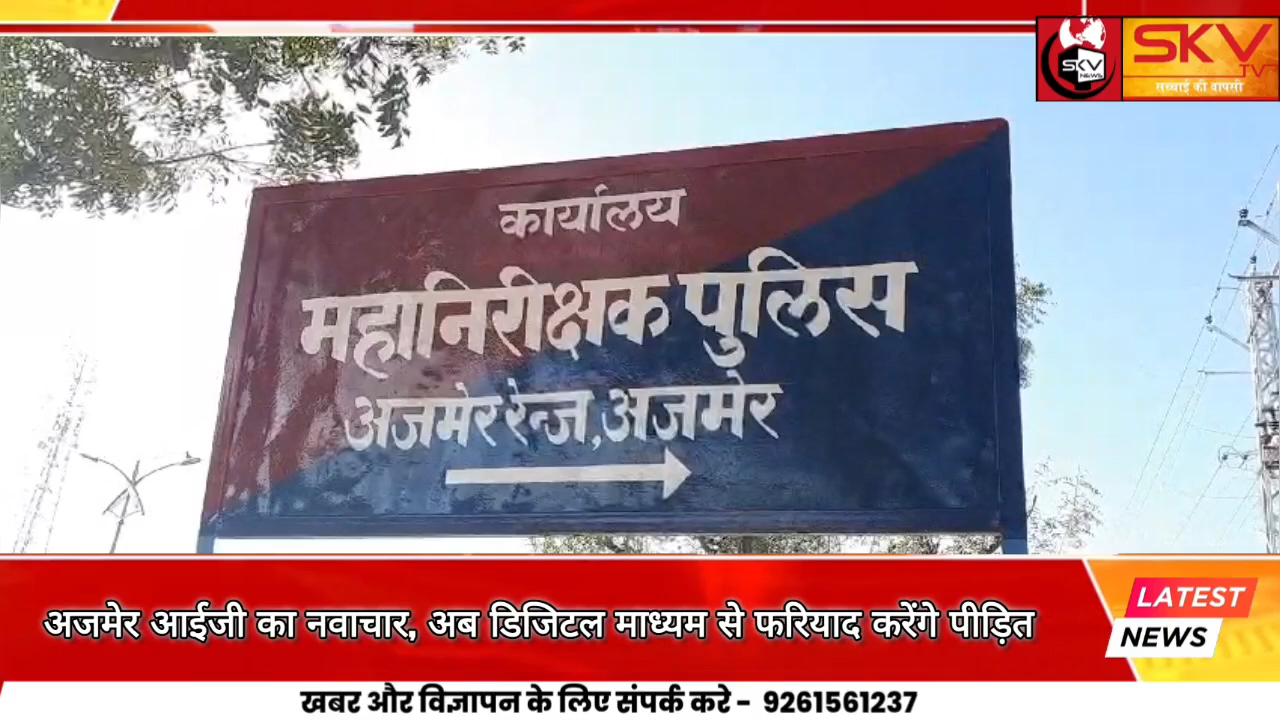 SKV NEWS
SKV TV
सच्चाई की वापसी
कार्यालय
महानिरीक्षक पुलिस
अजमेर रेन्ज, अजमेर
अजमेर आईजी का नवाचार, अब डिजिटल माध्यम से फरियाद करेंगे पीड़ित
LATEST
NEWS
खबर और विज्ञापन के लिए संपर्क करे - 9261561237